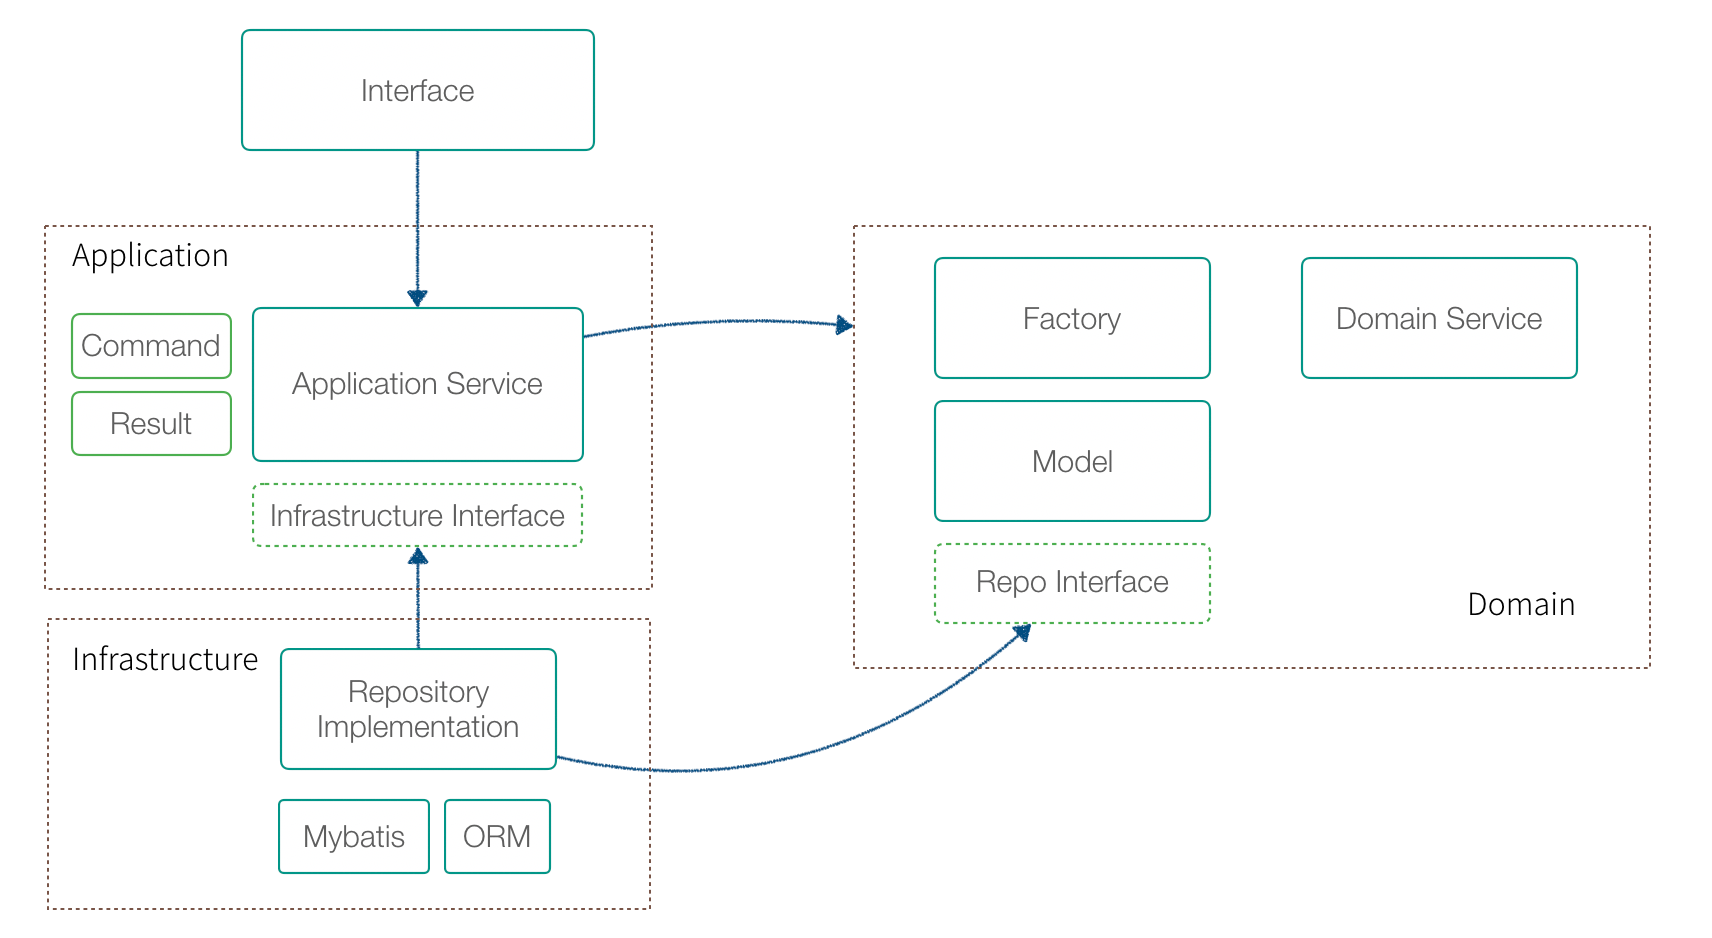 Interface
Application
Command
Result
Application Service
Infrastructure Interface
Factory
Domain Service
Model
Repo Interface
Domain
Infrastructure
Repository
Implementation
Mybatis
ORM